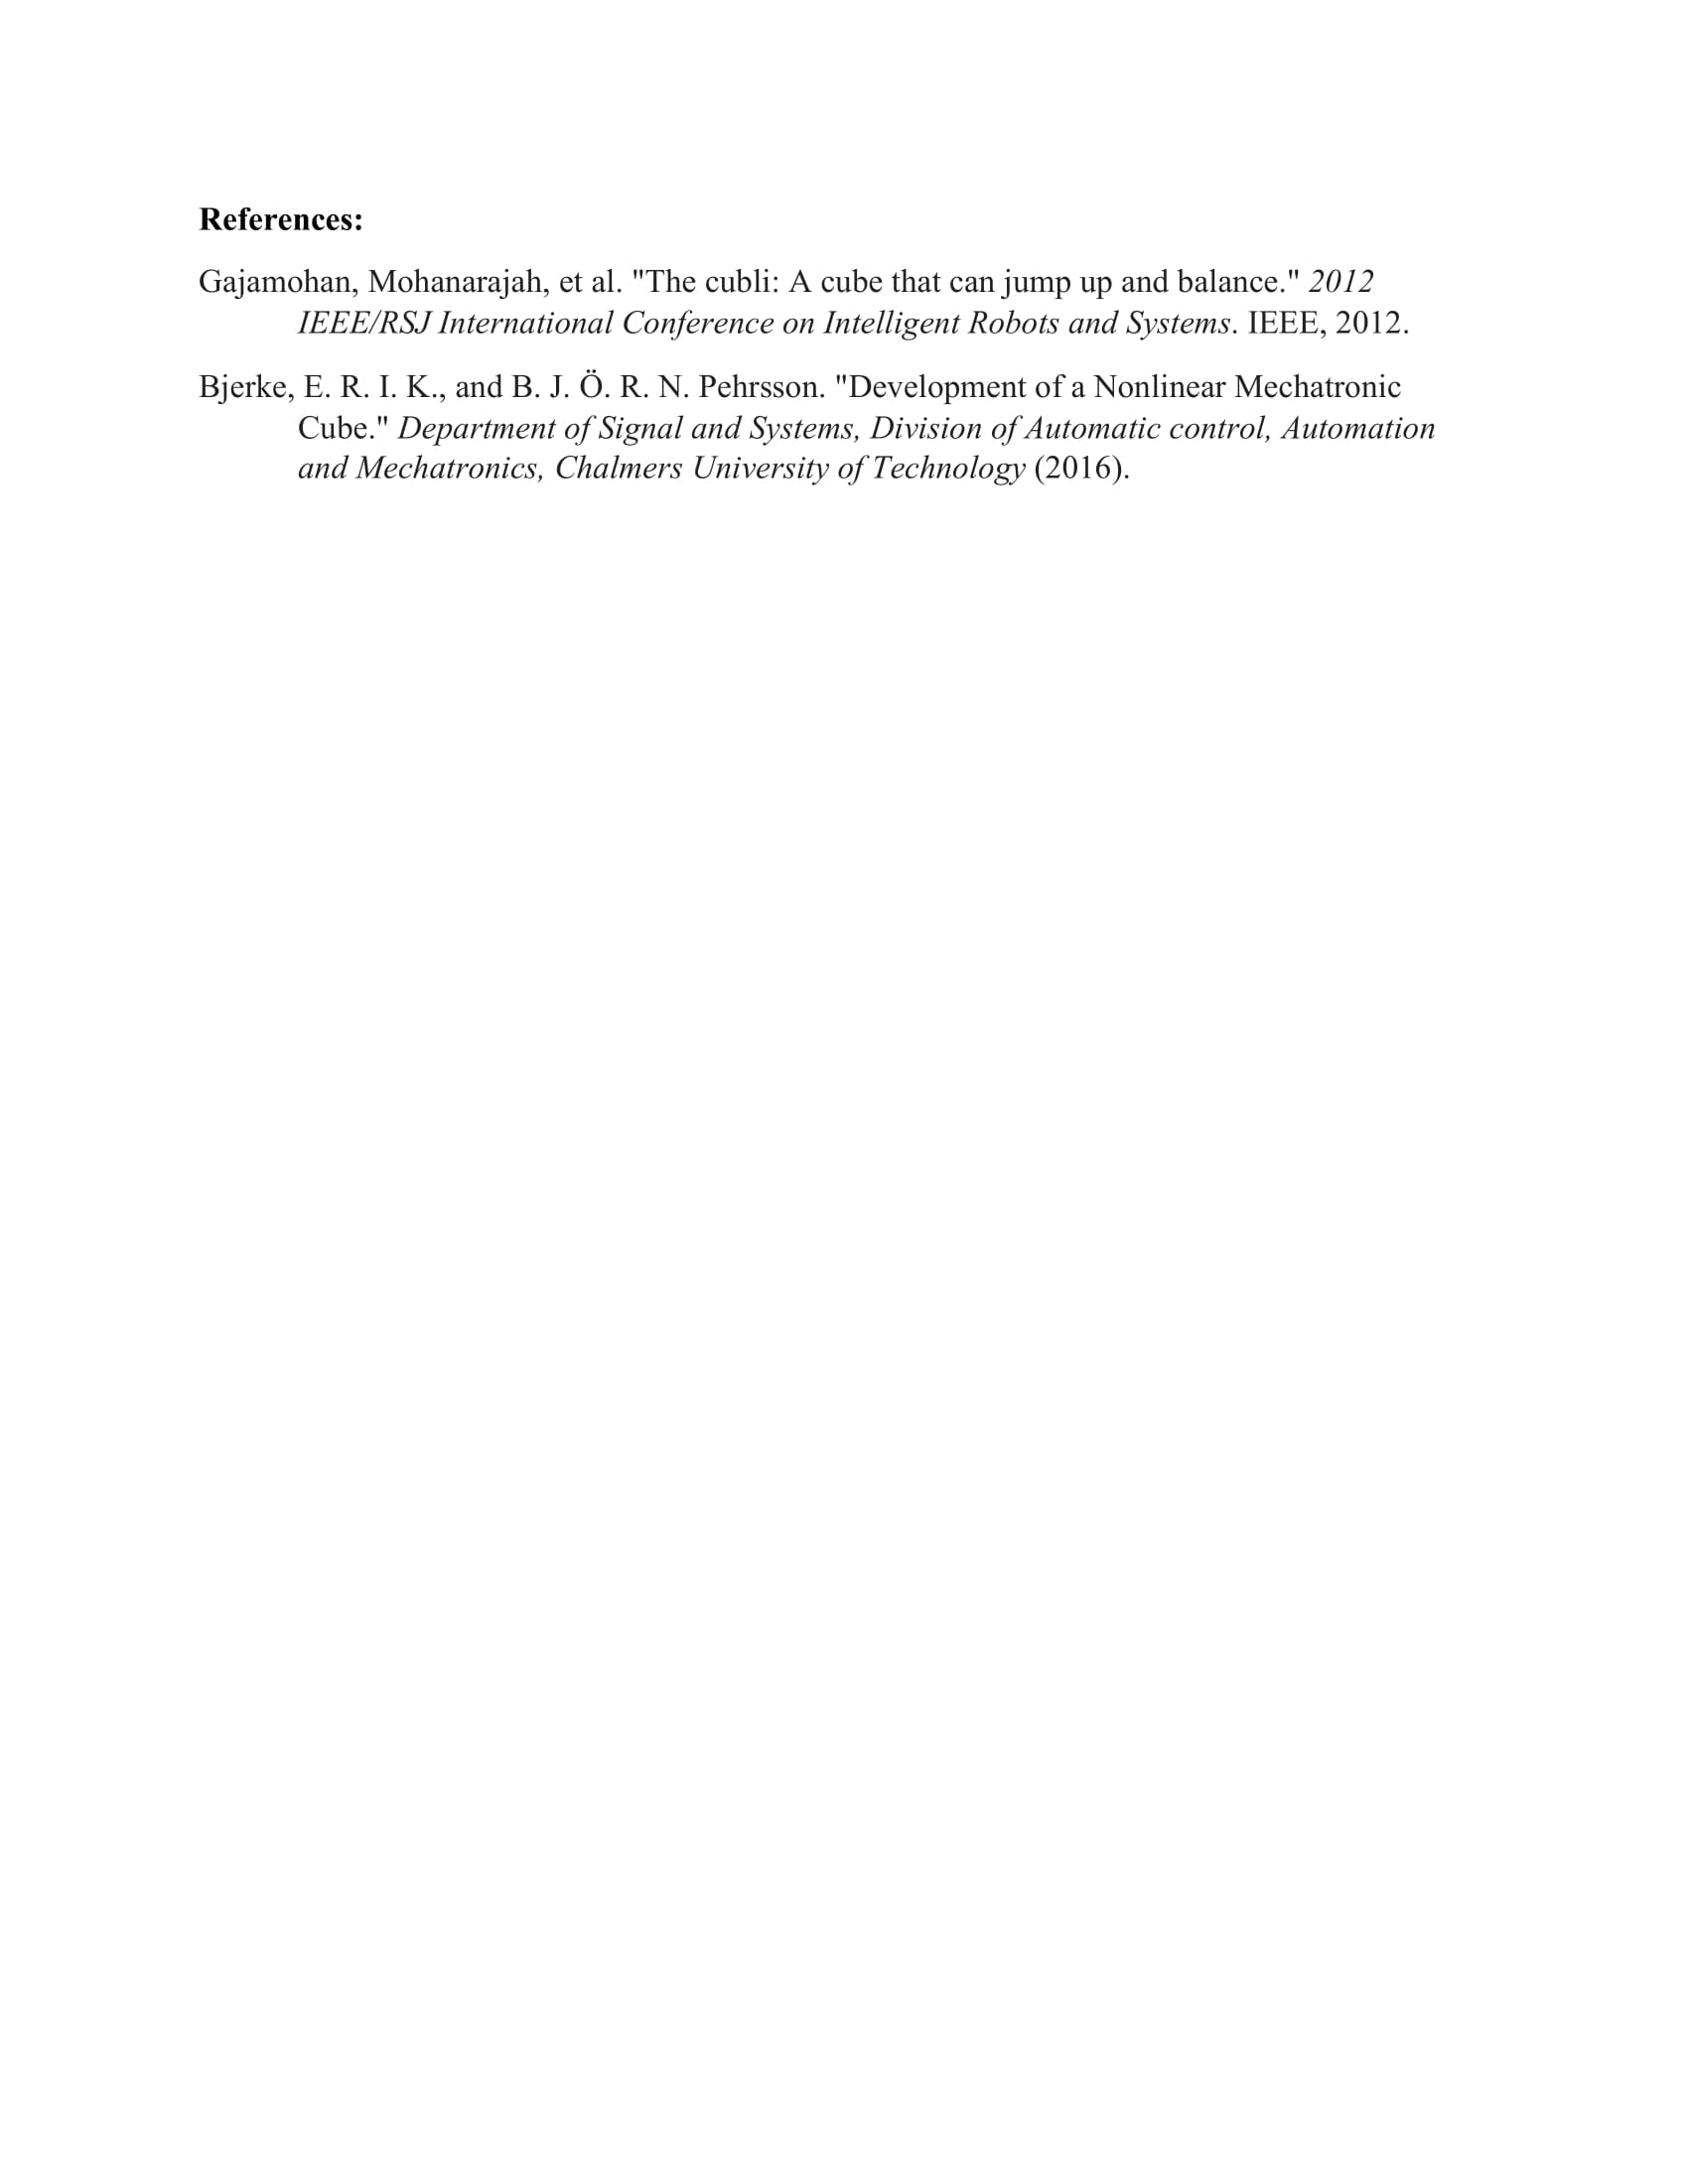 References:
Gajamohan, Mohanarajah, et al. "The cubli: A cube that can jump up and balance." 2012
IEEE/RSJ International Conference on Intelligent Robots and Systems. IEEE, 2012.
Bjerke, E. R. I. K., and B. J. Ö. R. N. Pehrsson. "Development of a Nonlinear Mechatronic
Cube." Department of Signal and Systems, Division of Automatic control, Automation
and Mechatronics, Chalmers University of Technology (2016).